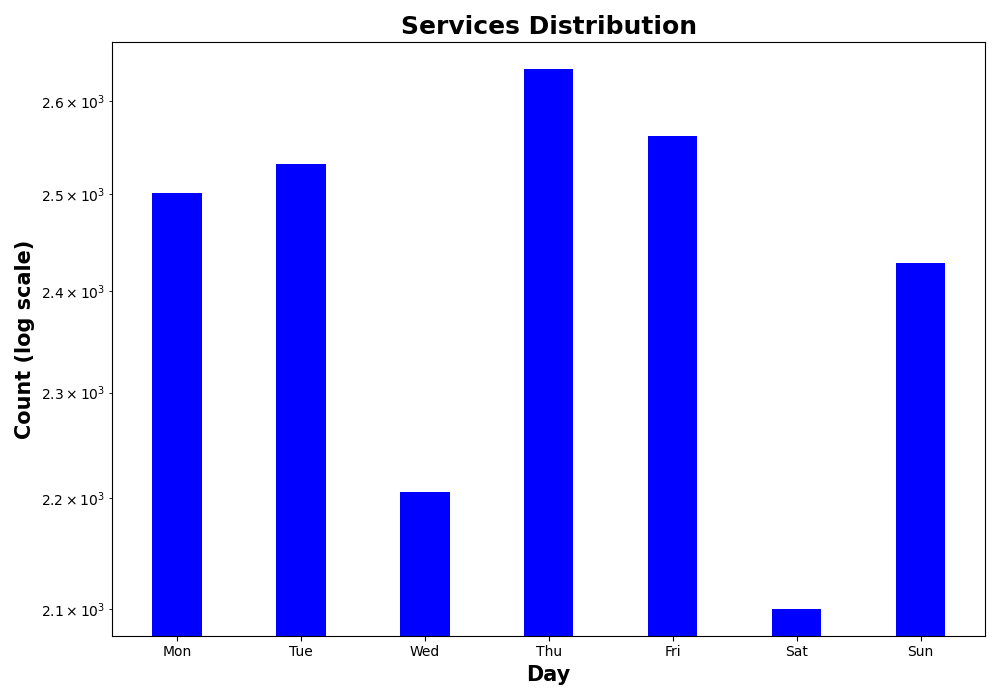 Services Distribution
Count (log scale)
2.6 × 10³
2.5 × 10³
2.4 × 10³
2.3 × 10³
2.2 × 10³
2.1 × 10³
Mon Tue Wed Thu Fri Sat Sun
Day